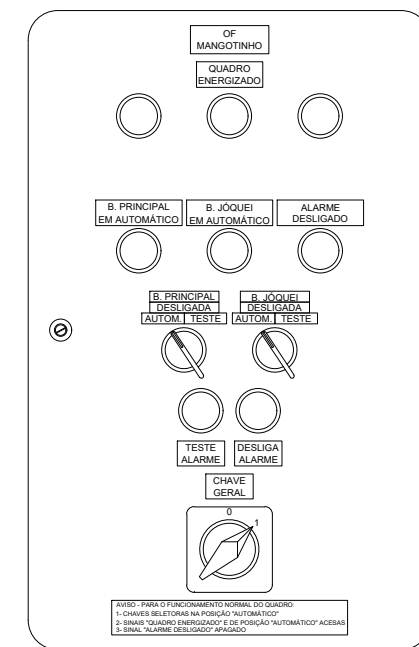 OF
MANGOTINHO
QUADRO
ENERGIZADO
B. PRINCIPAL
EM AUTOMÁTICO
B. JÓQUEI
EM AUTOMÁTICO
ALARME
DESLIGADO
B. PRINCIPAL
DESLIGADA
AUTOM. TESTE
B. JÓQUEI
DESLIGADA
AUTOM. TESTE
TESTE
ALARME
DESLIGA
ALARME
CHAVE
GERAL
0
1
AVISO - PARA O FUNCIONAMENTO NORMAL DO QUADRO:
1- CHAVES SELETORAS NA POSIÇÃO "AUTOMÁTICO"
2- SINAIS "QUADRO ENERGIZADO" E DE POSIÇÃO "AUTOMÁTICO" ACESAS
3- SINAL "ALARME DESLIGADO" APAGADO